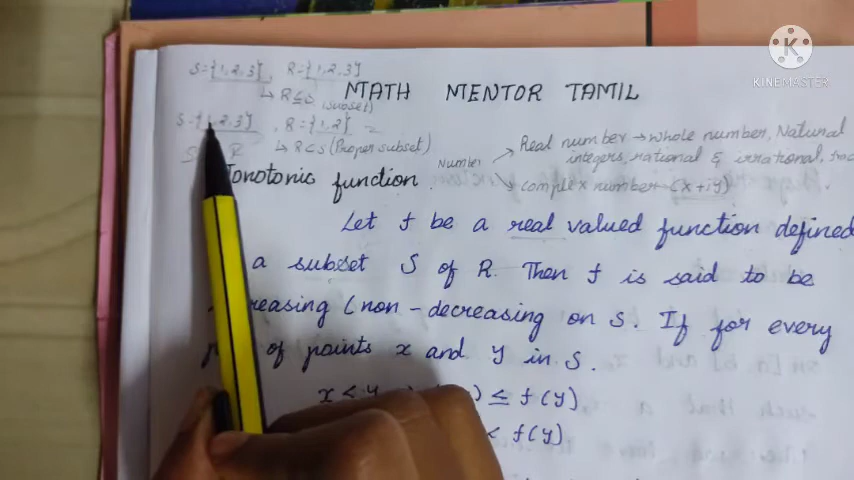 S={1,2,3}, R={1,2,3}
↳ R⊆S (subset)
MATH MENTOR TAMIL
KINEMASTER
S={1,2,3}, R={1,2} =
↳ R⊂S (Proper subset)
S R
Number
Real number → whole number, Natural
integers, rational & irrational, frac
complex number - (x+iy)
onotonic function.
Let f be a real valued function defined
a subset S of R. Then f is said to be
creasing (non-decreasing on S. If for every
of points x and y in S.
x < y ) ≤ f(y)
< f(y)